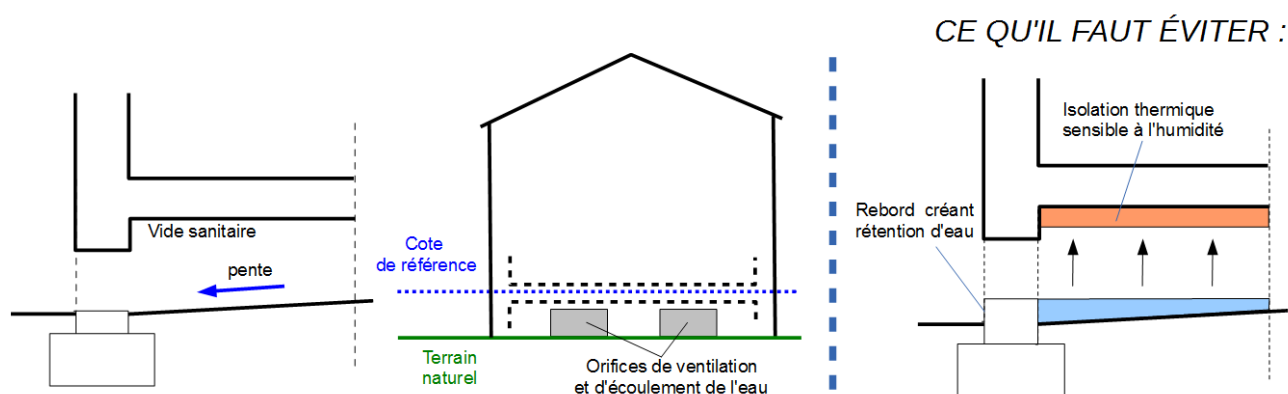 CE QU'IL FAUT ÉVITER :
Vide sanitaire
pente
Cote
de référence
Terrain
naturel
Orifices de ventilation
et d'écoulement de l'eau
Isolation thermique
sensible à l'humidité
Rebord créant
rétention d'eau